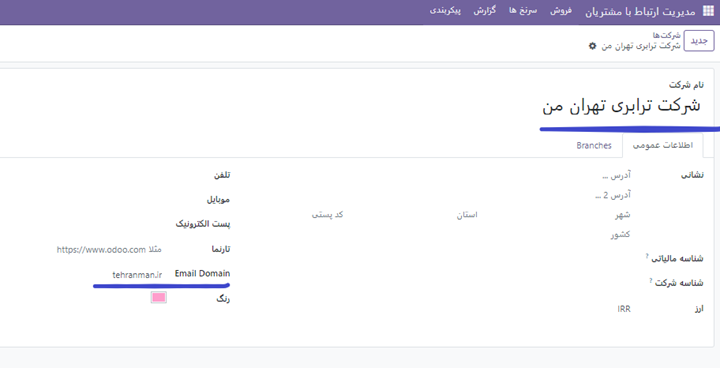 مدیریت ارتباط با مشتریان فروش سرنخ ها گزارش پیکربندی
جدید شرکت‌ها
شرکت ترابری تهران من
نام شرکت
شرکت ترابری تهران من
اطلاعات عمومی Branches
نشانی آدرس ...
آدرس 2 ...
شهر استان کد پستی
کشور
شناسه مالیاتی ?
شناسه شرکت ?
ارز IRR
تلفن
موبایل
پست الکترونیک
تارنما مثلا https://www.odoo.com
Email Domain tehranman.ir
رنگ